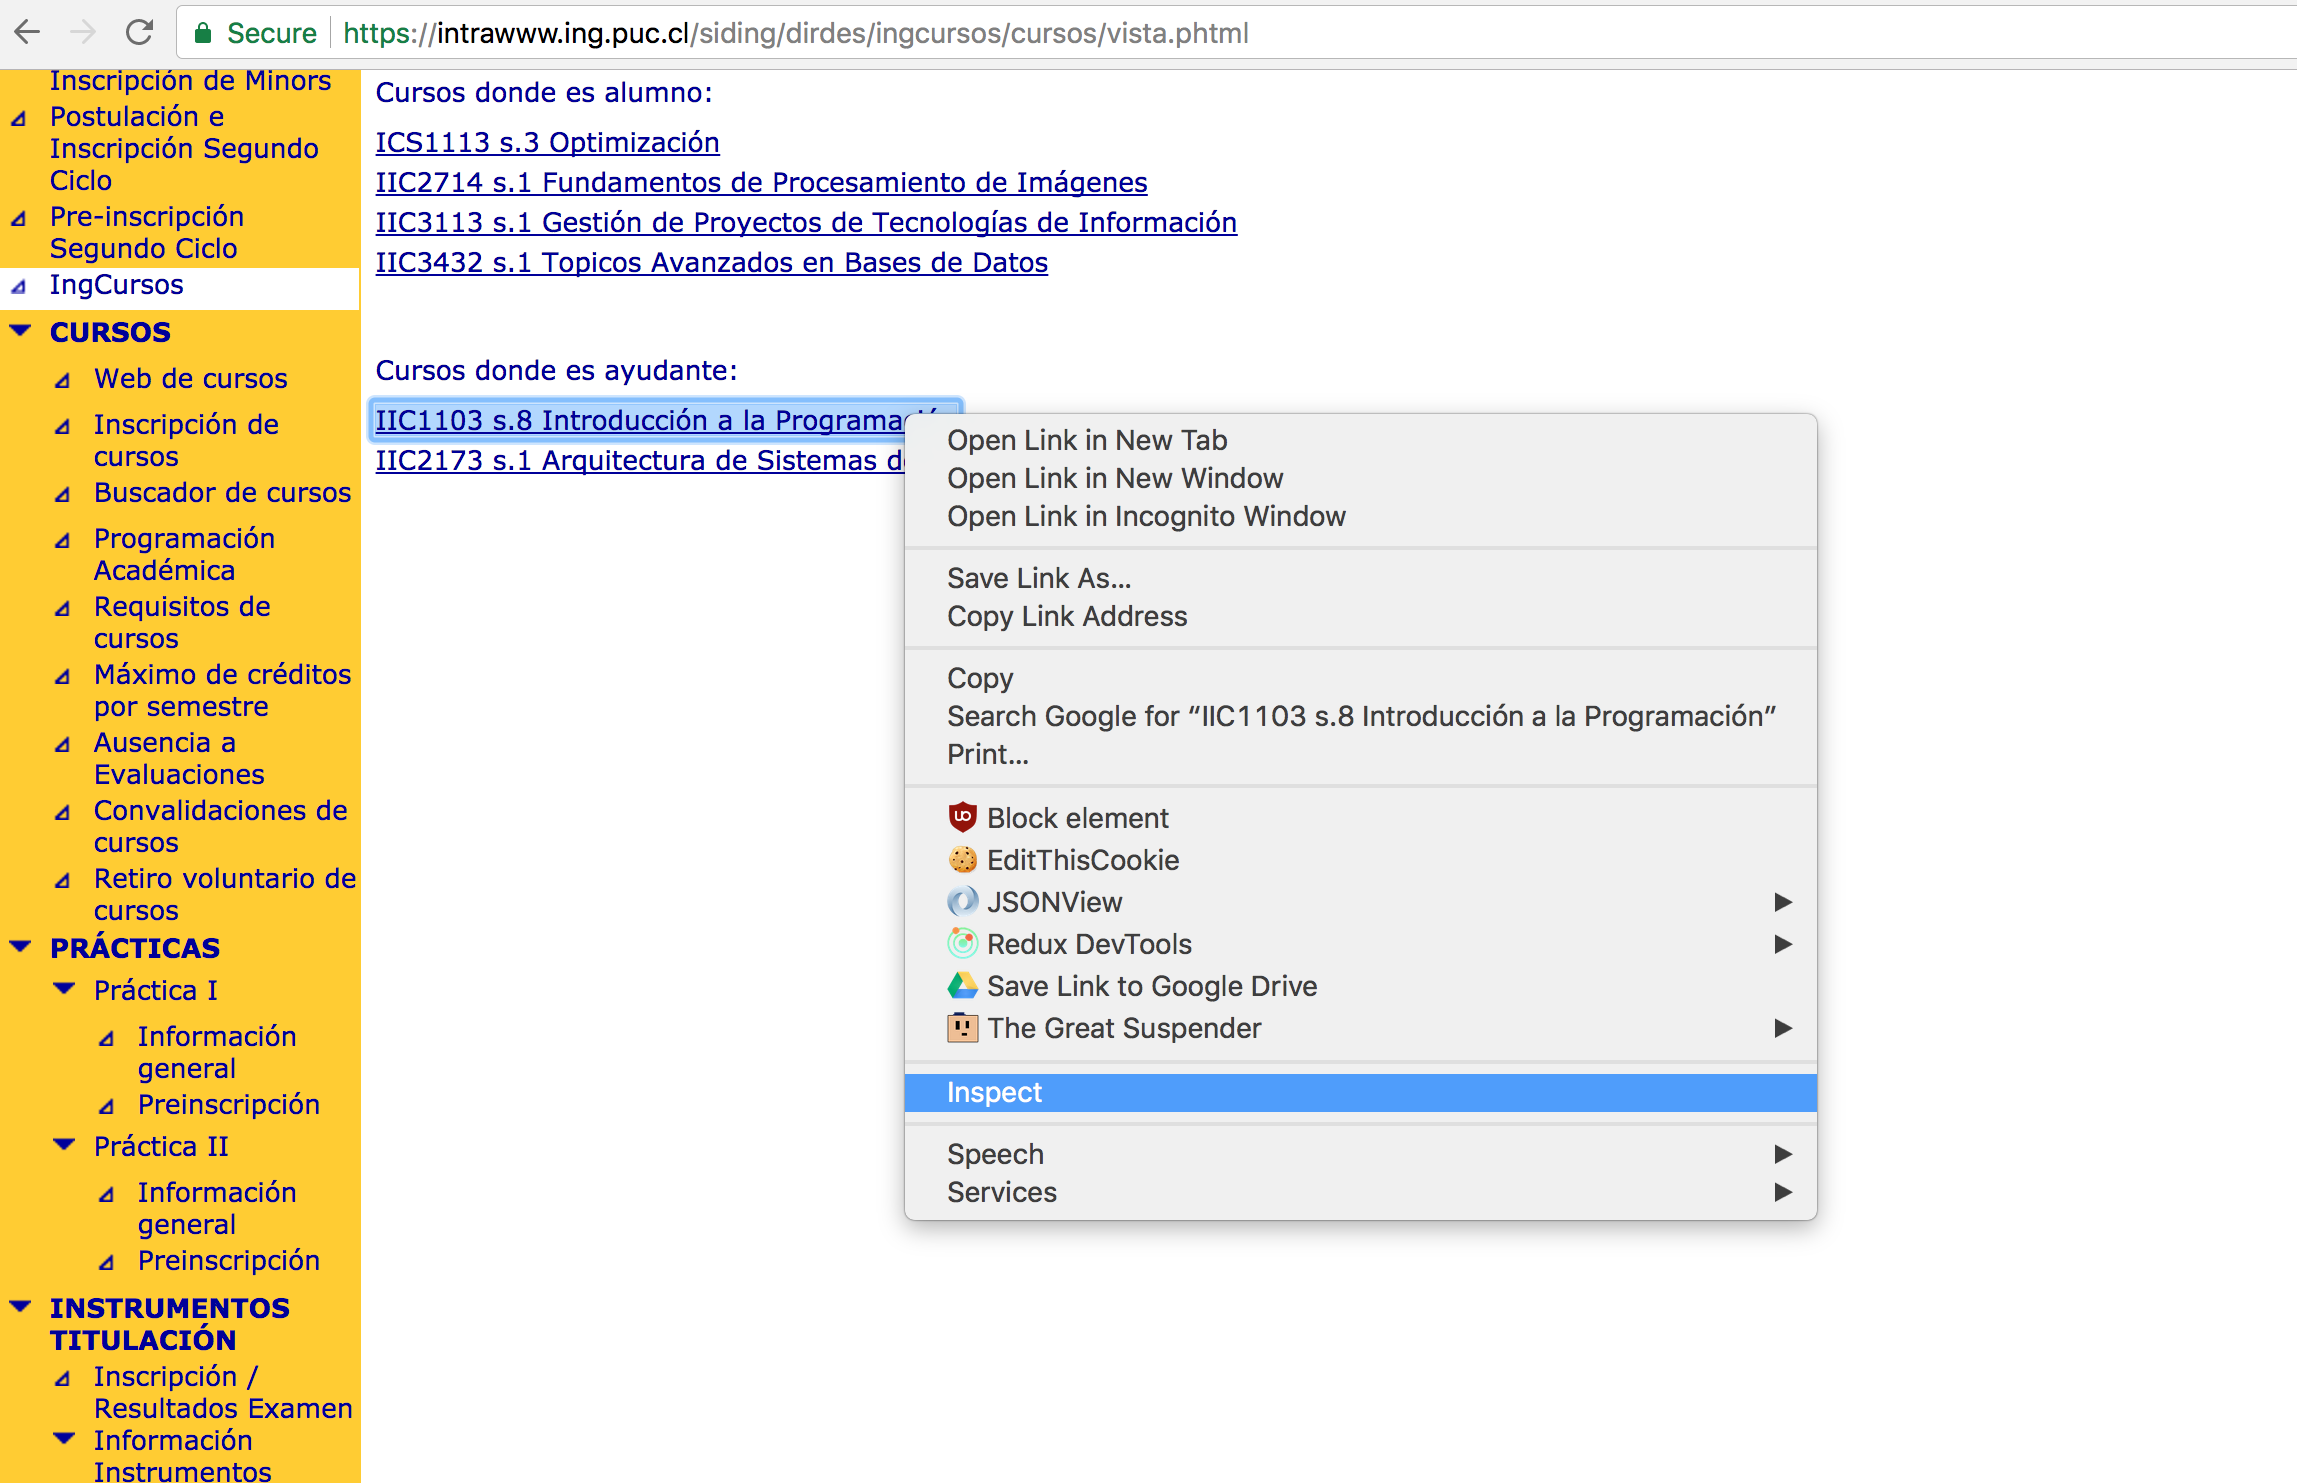 Secure https://intrawww.ing.puc.cl/siding/dirdes/ingcursos/cursos/vista.phtml
Inscripción de Minors
Postulación e
Inscripción Segundo
Ciclo
Pre-inscripción
Segundo Ciclo
IngCursos
CURSOS
Web de cursos
Inscripción de
cursos
Buscador de cursos
Programación
Académica
Requisitos de
cursos
Máximo de créditos
por semestre
Ausencia a
Evaluaciones
Convalidaciones de
cursos
Retiro voluntario de
cursos
PRÁCTICAS
Práctica I
Información
general
Preinscripción
Práctica II
Información
general
Preinscripción
INSTRUMENTOS
TITULACIÓN
Inscripción /
Resultados Examen
Información
Instrumentos
Cursos donde es alumno:
ICS1113 s.3 Optimización
IIC2714 s.1 Fundamentos de Procesamiento de Imágenes
IIC3113 s.1 Gestión de Proyectos de Tecnologías de Información
IIC3432 s.1 Topicos Avanzados en Bases de Datos
Cursos donde es ayudante:
IIC1103 s.8 Introducción a la Programación
IIC2173 s.1 Arquitectura de Sistemas de
Open Link in New Tab
Open Link in New Window
Open Link in Incognito Window
Save Link As...
Copy Link Address
Copy
Search Google for “IIC1103 s.8 Introducción a la Programación”
Print...
Block element
EditThisCookie
JSONView
Redux DevTools
Save Link to Google Drive
The Great Suspender
Inspect
Speech
Services